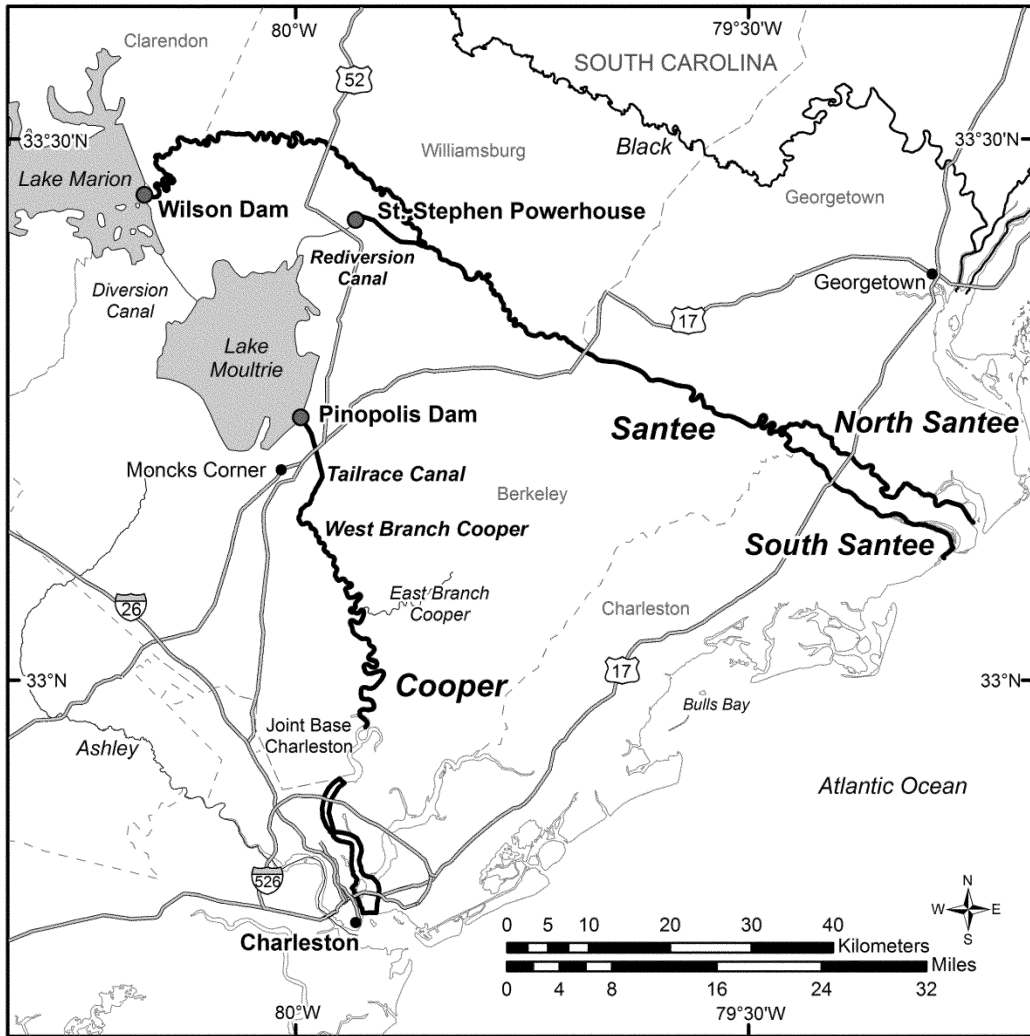 80°W
79°30'W
Clarendon
SOUTH CAROLINA
52
33°30'N
33°30'N
Williamsburg
Black
Lake Marion
Georgetown
Wilson Dam
St. Stephen Powerhouse
Rediversion
Canal
Georgetown
Diversion
Canal
17
Lake
Moultrie
Pinopolis Dam
Santee
North Santee
Moncks Corner
Tailrace Canal
Berkeley
West Branch Cooper
South Santee
East Branch
Cooper
26
Charleston
17
33°N
33°N
Cooper
Bulls Bay
Joint Base
Charleston
Ashley
Atlantic Ocean
526
N
W E
S
0 5 10 20 30 40
Kilometers
Charleston
Miles
0 4 8 16 24 32
80°W
79°30'W